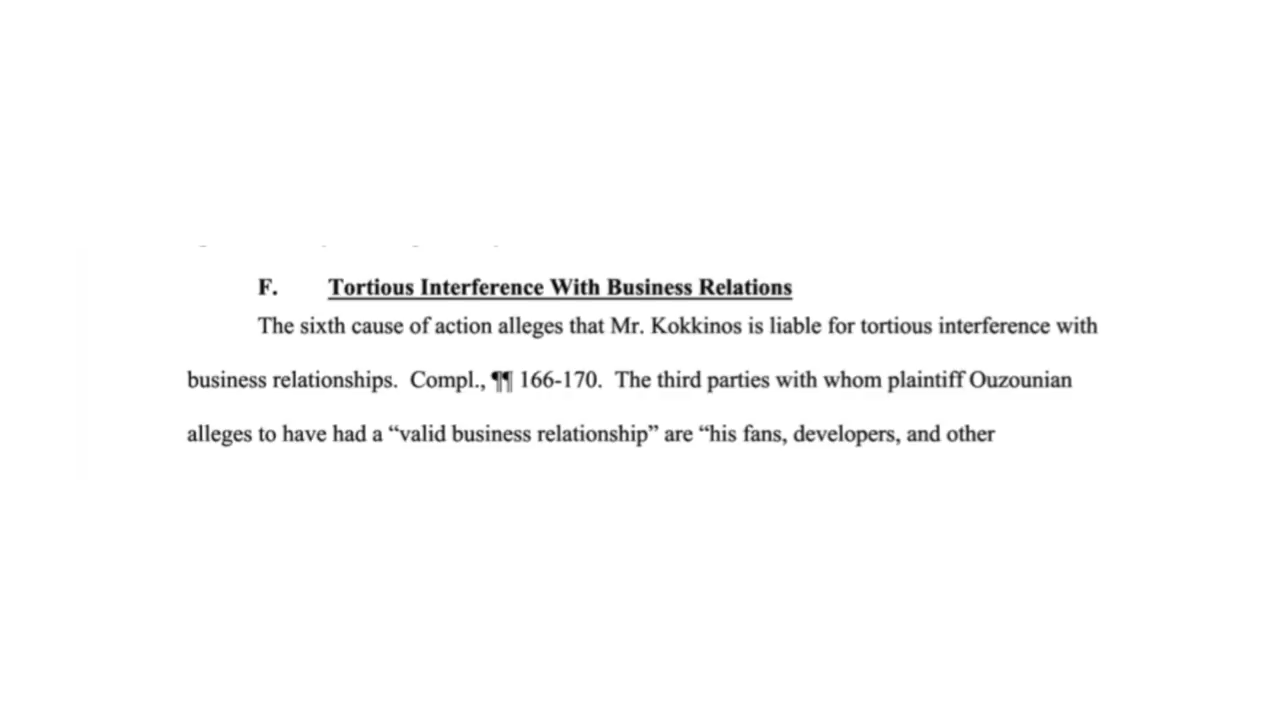 F. Tortious Interference With Business Relations
The sixth cause of action alleges that Mr. Kokkinos is liable for tortious interference with
business relationships. Compl., ¶¶ 166-170. The third parties with whom plaintiff Ouzounian
alleges to have had a “valid business relationship” are “his fans, developers, and other